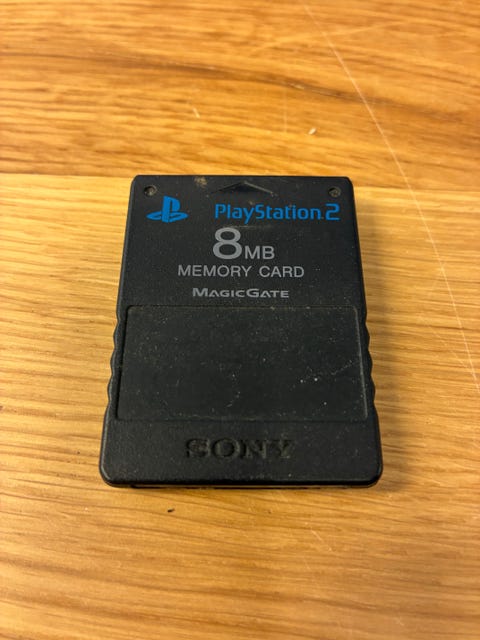 PlayStation 2
8MB
MEMORY CARD
MAGICGATE
SONY